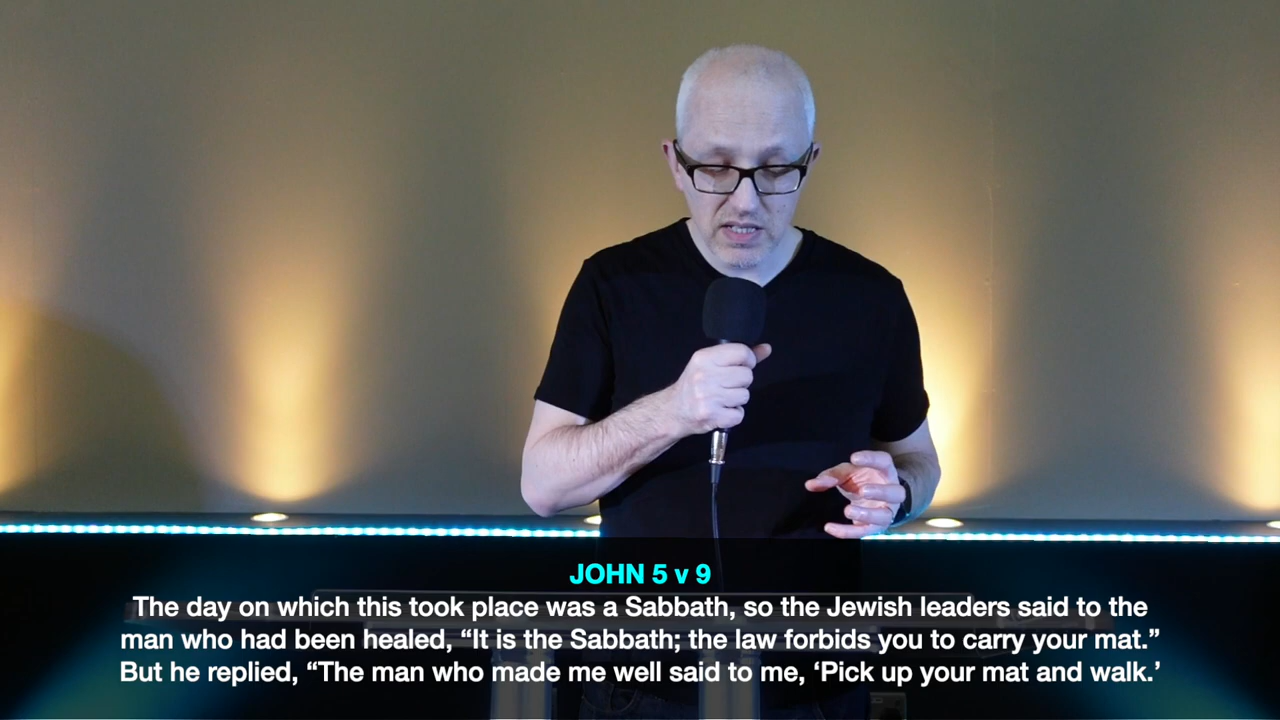 JOHN 5 v 9
The day on which this took place was a Sabbath, so the Jewish leaders said to the
man who had been healed, “It is the Sabbath; the law forbids you to carry your mat.”
But he replied, “The man who made me well said to me, ‘Pick up your mat and walk.’